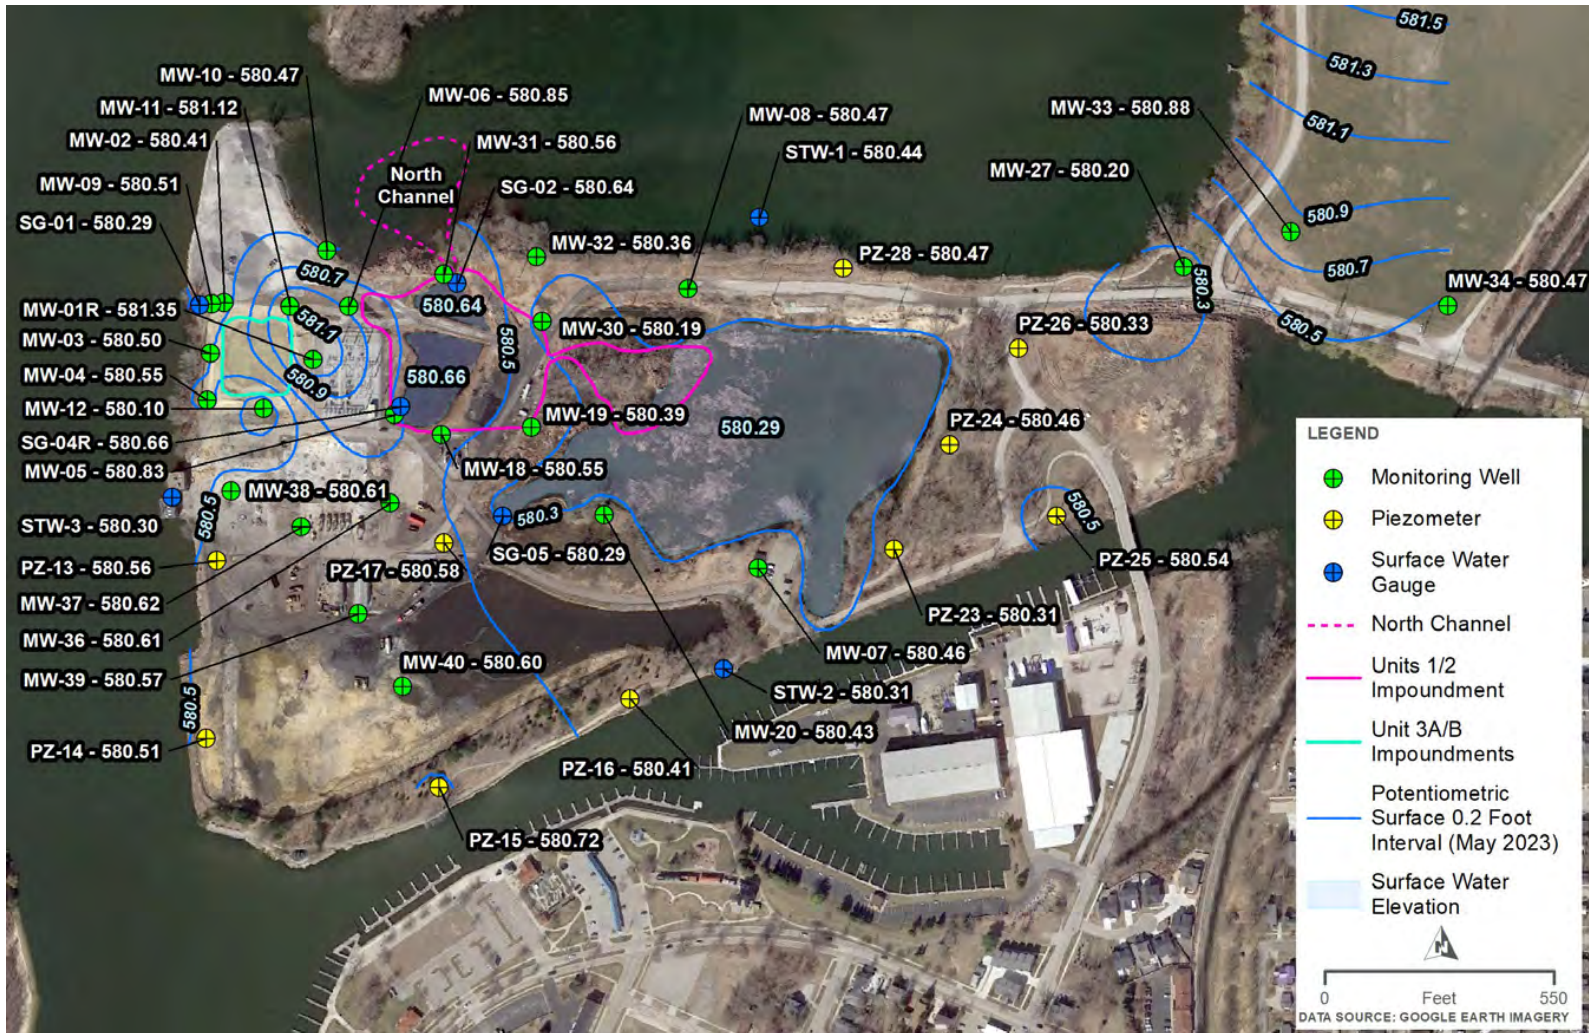 581.5
581.3
581.1
580.9
580.7
580.5
580.3
MW-10 - 580.47
MW-11 - 581.12
MW-02 - 580.41
MW-09 - 580.51
SG-01 - 580.29
MW-06 - 580.85
MW-31 - 580.56
North
Channel
SG-02 - 580.64
MW-08 - 580.47
STW-1 - 580.44
MW-33 - 580.88
MW-27 - 580.20
MW-32 - 580.36
PZ-28 - 580.47
MW-34 - 580.47
580.7
580.64
MW-01R - 581.35
581.1
MW-03 - 580.50
MW-04 - 580.55
580.9
MW-12 - 580.10
SG-04R - 580.66
MW-05 - 580.83
580.66
580.5
MW-30 - 580.19
PZ-26 - 580.33
MW-19 - 580.39
580.29
PZ-24 - 580.46
MW-18 - 580.55
MW-38 - 580.61
580.5
STW-3 - 580.30
580.3
SG-05 - 580.29
580.5
PZ-25 - 580.54
PZ-13 - 580.56
PZ-17 - 580.58
MW-37 - 580.62
MW-36 - 580.61
PZ-23 - 580.31
MW-07 - 580.46
MW-39 - 580.57
MW-40 - 580.60
STW-2 - 580.31
580.5
MW-20 - 580.43
PZ-14 - 580.51
PZ-16 - 580.41
PZ-15 - 580.72
LEGEND
Monitoring Well
Piezometer
Surface Water
Gauge
North Channel
Units 1/2
Impoundment
Unit 3A/B
Impoundments
Potentiometric
Surface 0.2 Foot
Interval (May 2023)
Surface Water
Elevation
N
0 Feet 550
DATA SOURCE: GOOGLE EARTH IMAGERY